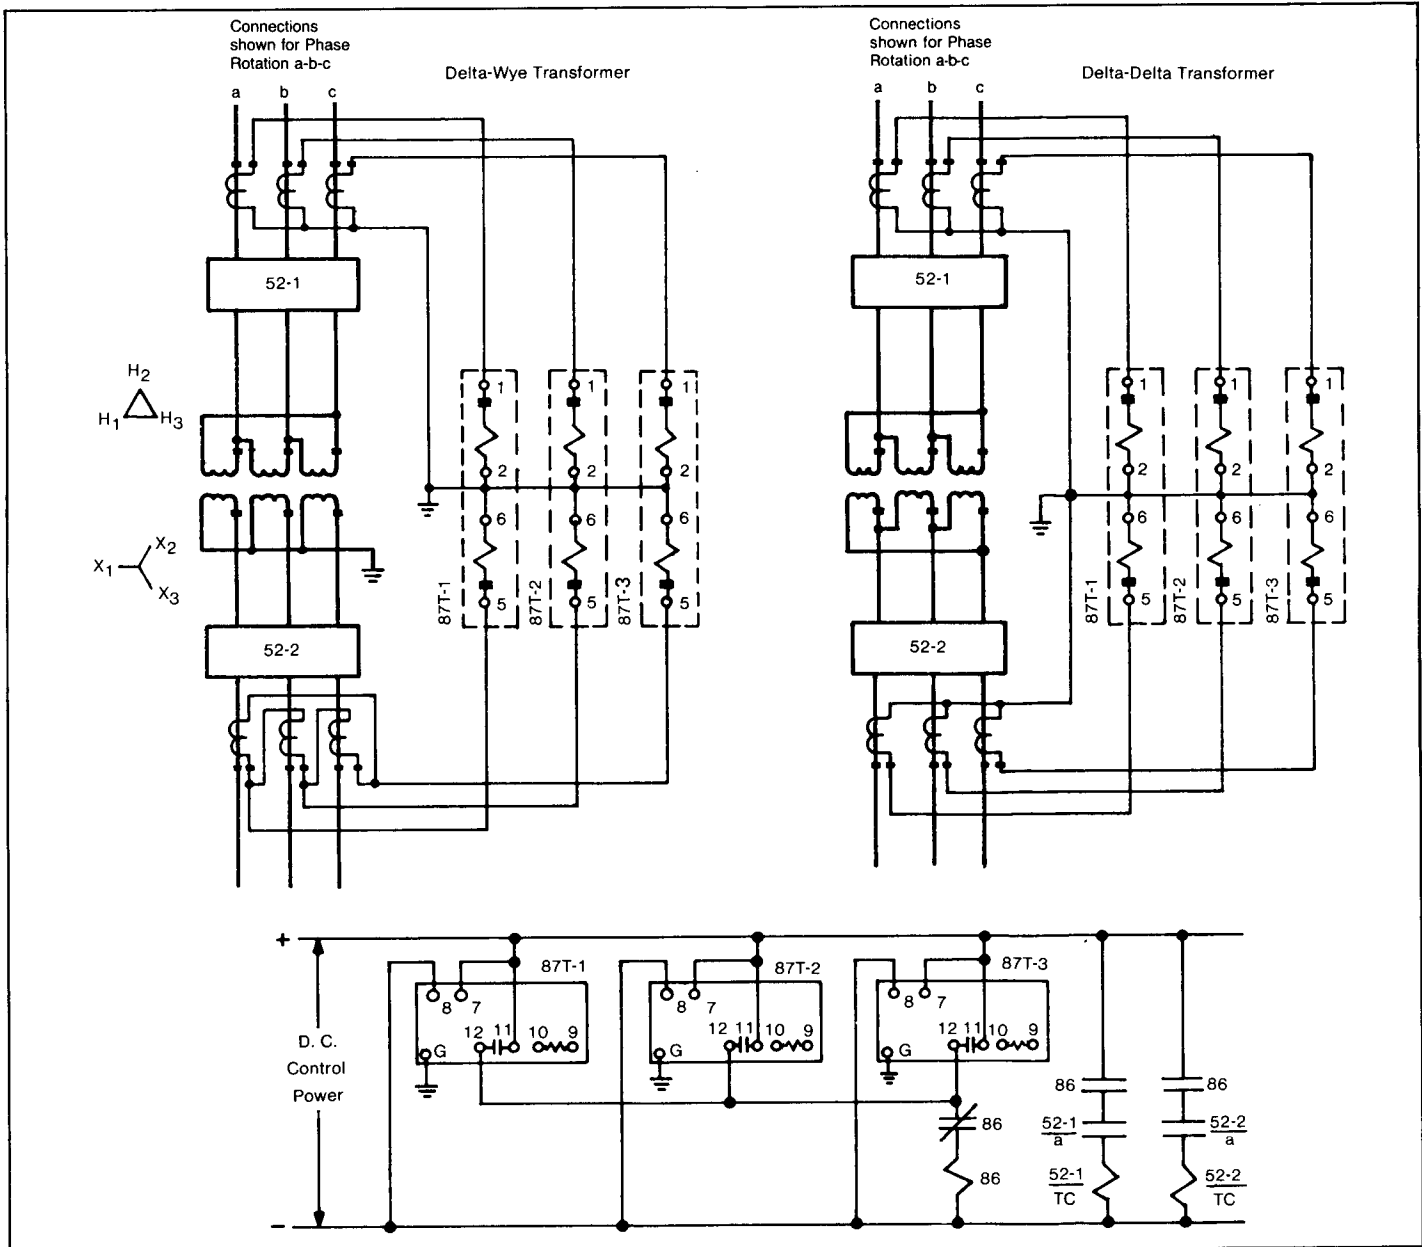 Connections
shown for Phase
Rotation a-b-c
Delta-Wye Transformer
a b c
52-1
H2
H1 H3
1 1 1
2 2 2
6 6 6
5 5 5
87T-1 87T-2 87T-3
X2
X1
X3
52-2
Connections
shown for Phase
Rotation a-b-c
Delta-Delta Transformer
a b c
52-1
1 1 1
2 2 2
6 6 6
5 5 5
87T-1 87T-2 87T-3
52-2
+
87T-1 87T-2 87T-3
8 7 8 7 8 7
12 11 10 9 12 11 10 9 12 11 10 9
G G G
D. C.
Control
Power
86 86 86
52-1
a
52-2
a
86
52-1
TC
52-2
TC
-